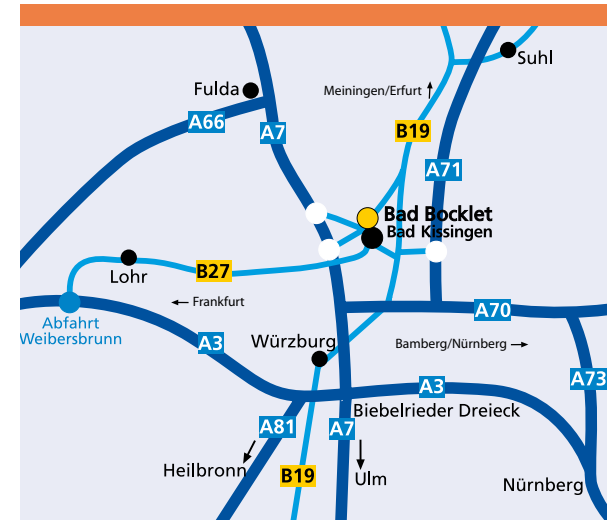 Suhl
Fulda
Meiningen/Erfurt
A66
A7
B19
A71
Bad Bocklet
Bad Kissingen
Lohr
B27
Frankfurt
Abfahrt
Weibersbrunn
A3
Würzburg
A70
Bamberg/Nürnberg
A73
A3
Biebelrieder Dreieck
A81
A7
Heilbronn
B19
Ulm
Nürnberg